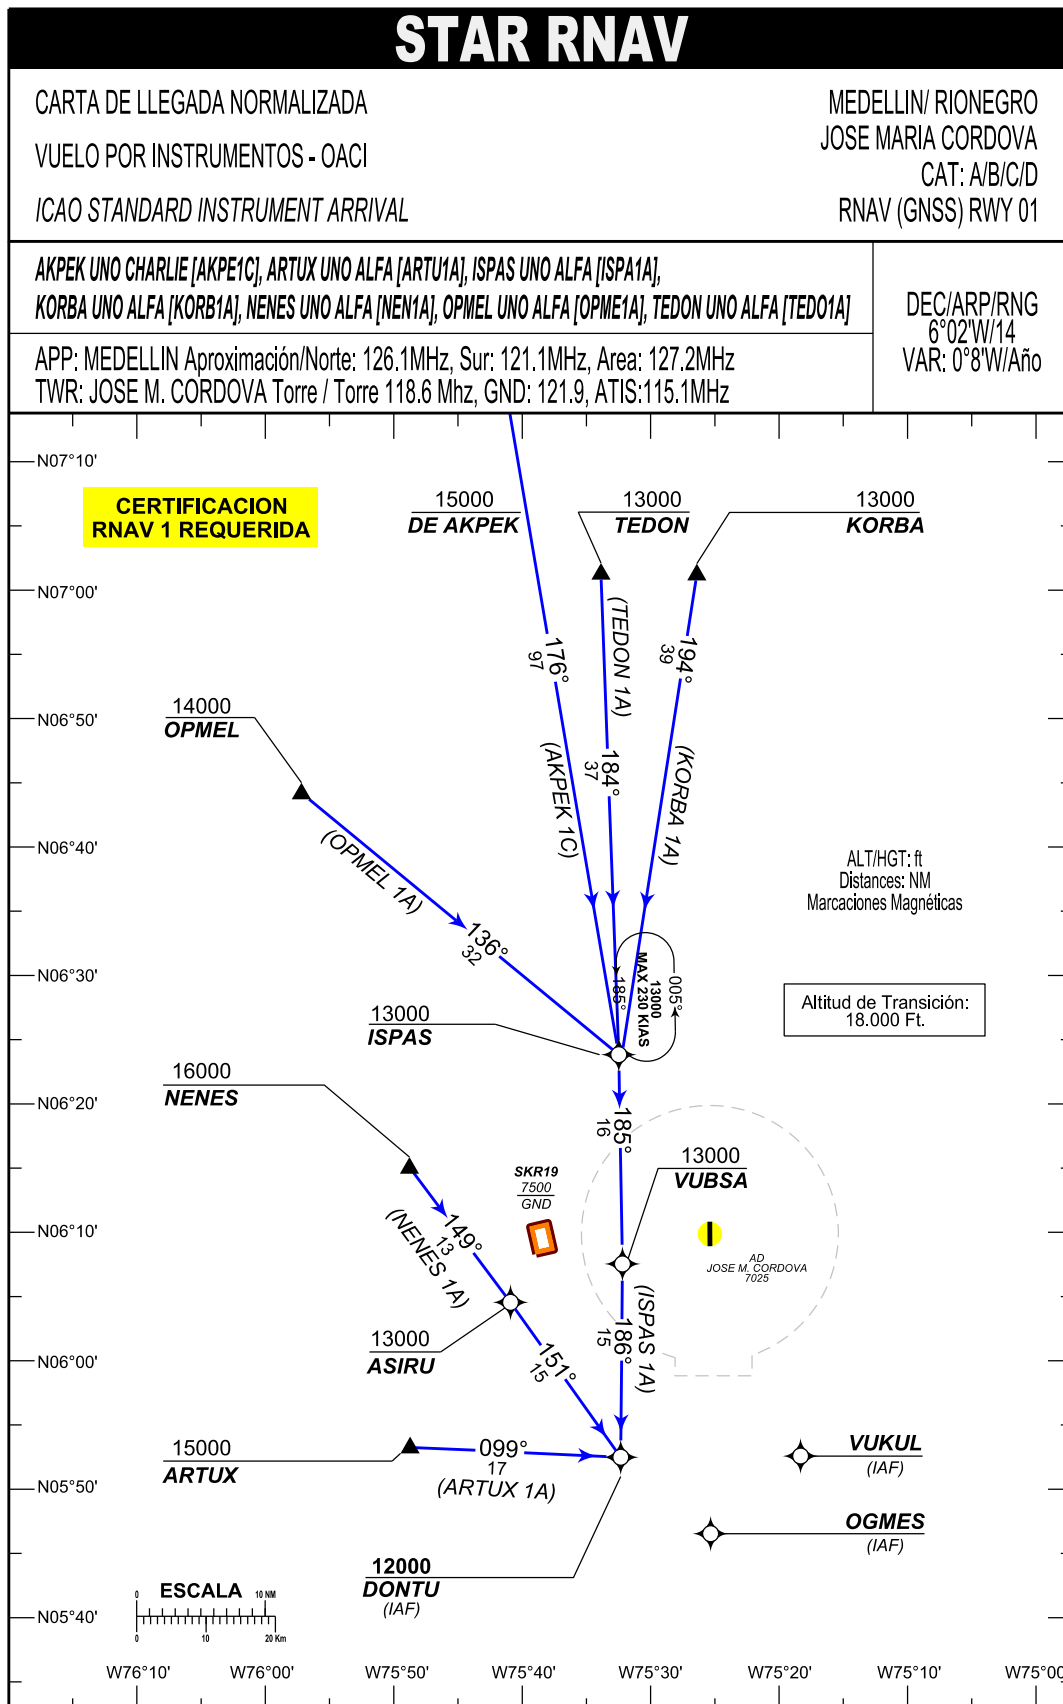 STAR RNAV
CARTA DE LLEGADA NORMALIZADA
VUELO POR INSTRUMENTOS - OACI
ICAO STANDARD INSTRUMENT ARRIVAL
MEDELLIN/ RIONEGRO
JOSE MARIA CORDOVA
CAT: A/B/C/D
RNAV (GNSS) RWY 01
AKPEK UNO CHARLIE [AKPE1C], ARTUX UNO ALFA [ARTU1A], ISPAS UNO ALFA [ISPA1A],
KORBA UNO ALFA [KORB1A], NENES UNO ALFA [NEN1A], OPMEL UNO ALFA [OPME1A], TEDON UNO ALFA [TEDO1A]
APP: MEDELLIN Aproximación/Norte: 126.1MHz, Sur: 121.1MHz, Area: 127.2MHz
TWR: JOSE M. CORDOVA Torre / Torre 118.6 Mhz, GND: 121.9, ATIS:115.1MHz
DEC/ARP/RNG
6°02'W/14
VAR: 0°8'W/Año
N07°10'
CERTIFICACION
RNAV 1 REQUERIDA
15000
DE AKPEK
13000
TEDON
13000
KORBA
N07°00'
176°
97
(TEDON 1A)
194°
39
14000
OPMEL
N06°50'
(AKPEK 1C)
184°
37
(KORBA 1A)
N06°40'
(OPMEL 1A)
ALT/HGT: ft
Distances: NM
Marcaciones Magnéticas
136°
32
N06°30'
185°
13000
MAX 230 KIAS
005°
Altitud de Transición:
18.000 Ft.
13000
ISPAS
16000
NENES
N06°20'
185°
16
13000
VUBSA
SKR19
7500
GND
N06°10'
149°
13
(NENES 1A)
AD
JOSE M. CORDOVA
7025
(ISPAS 1A)
186°
15
13000
ASIRU
N06°00'
151°
15
15000
ARTUX
099°
17
(ARTUX 1A)
VUKUL
(IAF)
N05°50'
OGMES
(IAF)
12000
DONTU
(IAF)
0 ESCALA 10 NM
0 10 20 Km
N05°40'
W76°10' W76°00' W75°50' W75°40' W75°30' W75°20' W75°10' W75°00